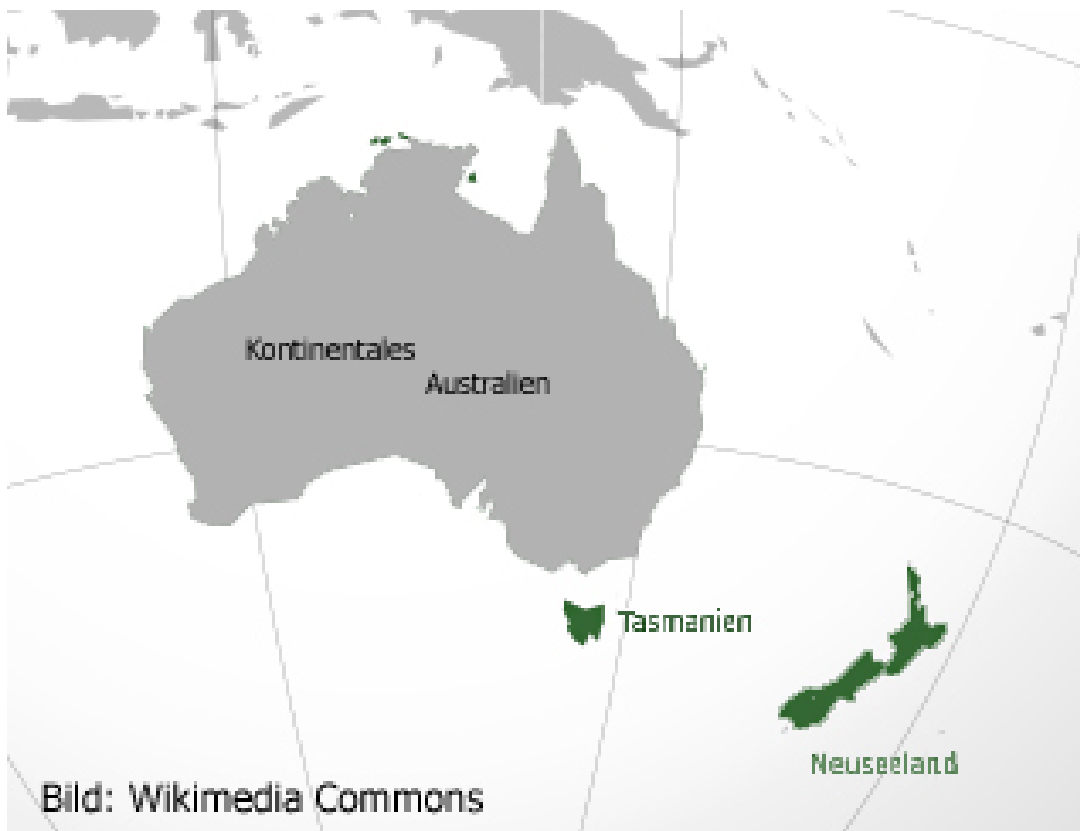 Kontinentales
Australien
Tasmanien
Neuseeland
Bild: Wikimedia Commons